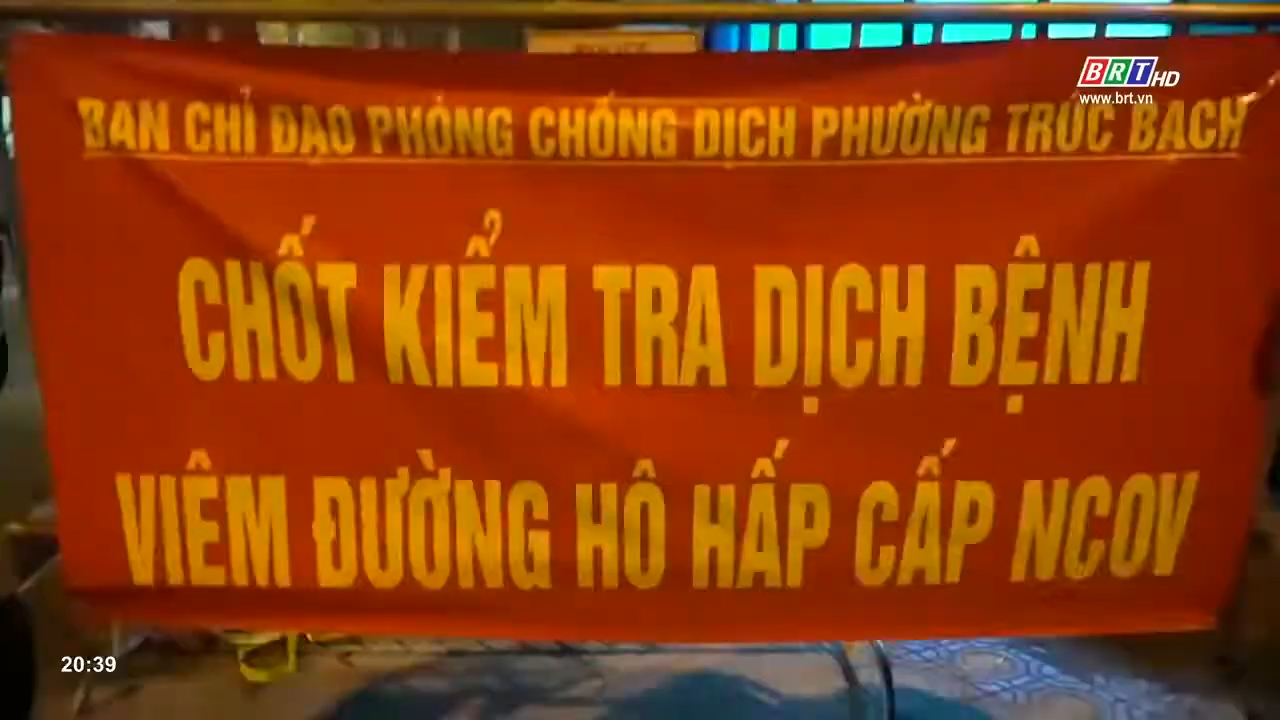 BRT HD
www.brt.vn
BAN CHỈ ĐẠO PHÒNG CHỐNG DỊCH PHƯỜNG TRÚC BẠCH
CHỐT KIỂM TRA DỊCH BỆNH
VIÊM ĐƯỜNG HÔ HẤP CẤP NCOV
20:39